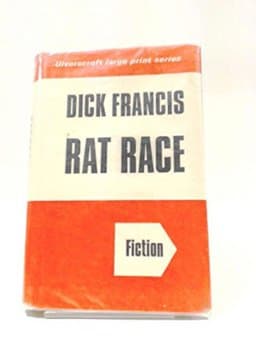 Ulverscroft large print series
DICK FRANCIS
RAT RACE
Fiction